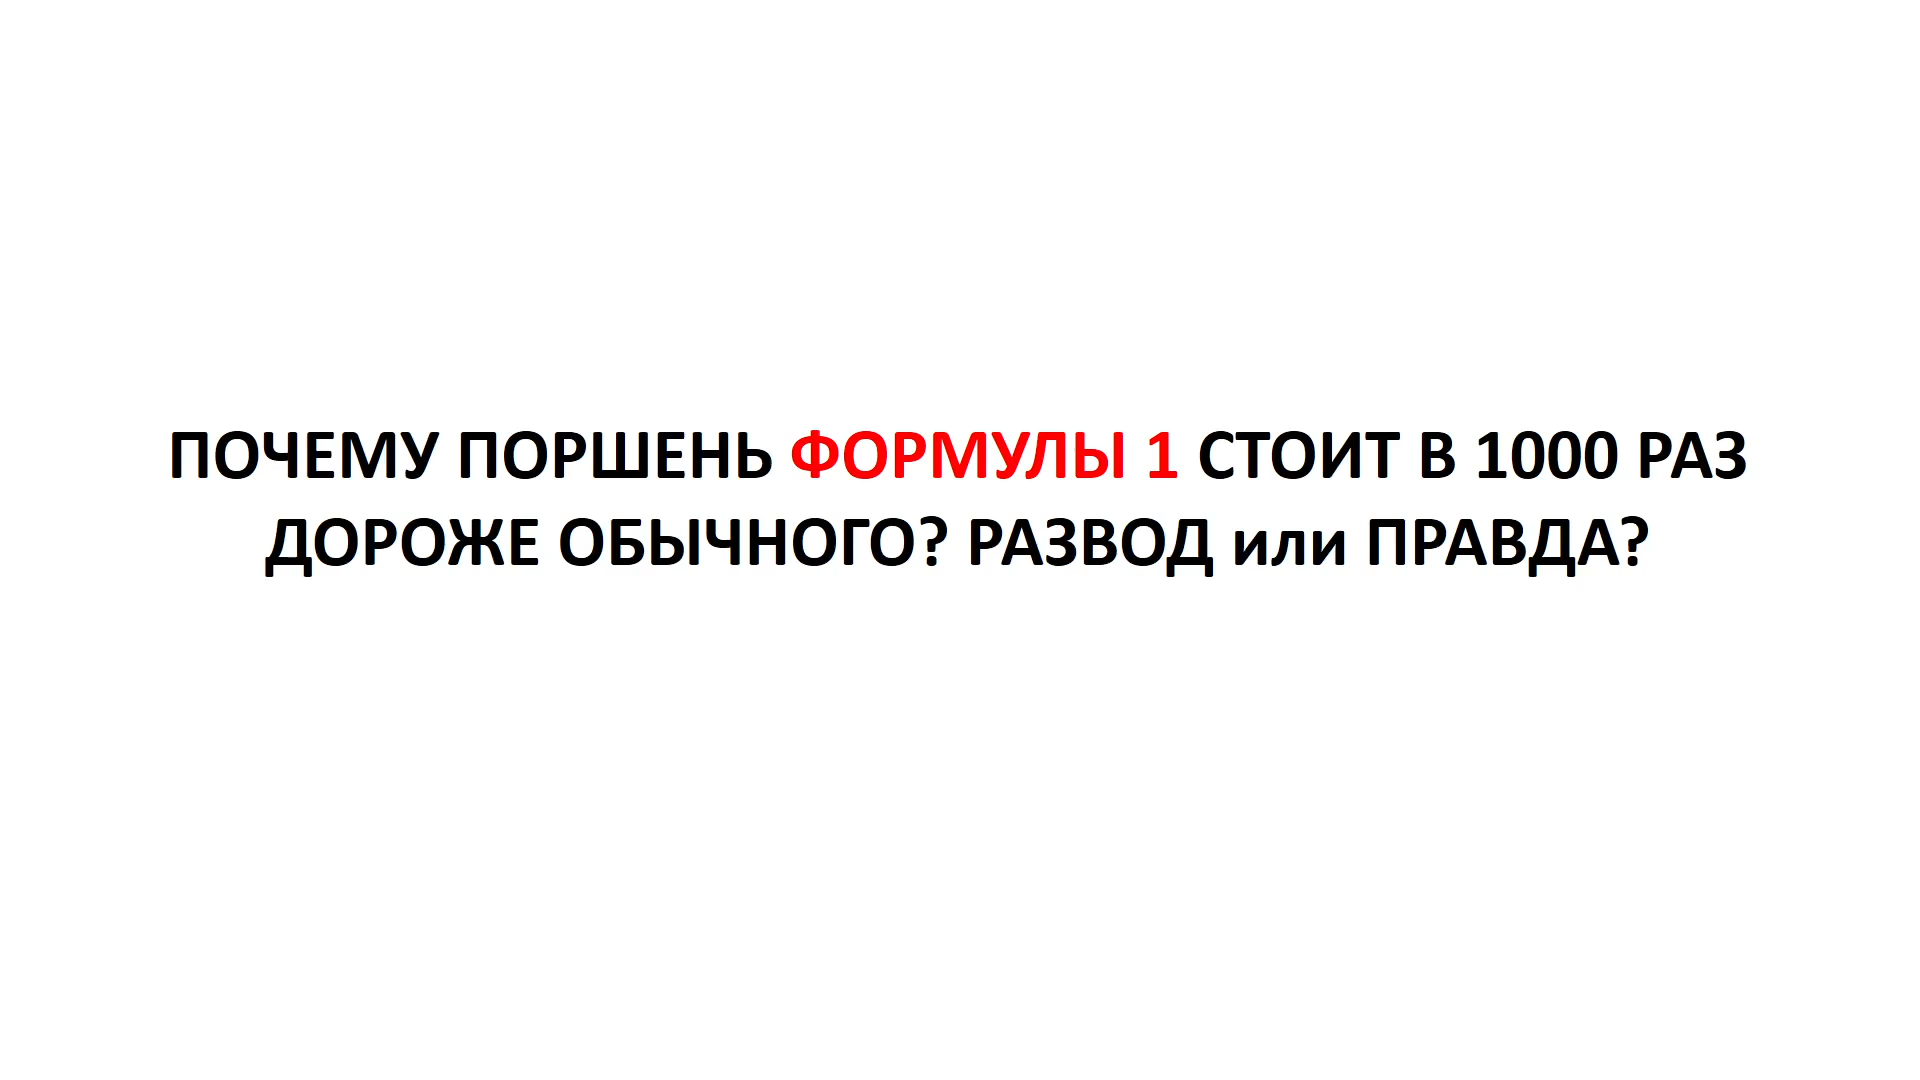 ПОЧЕМУ ПОРШЕНЬ ФОРМУЛЫ 1 СТОИТ В 1000 РАЗ
ДОРОЖЕ ОБЫЧНОГО? РАЗВОД или ПРАВДА?